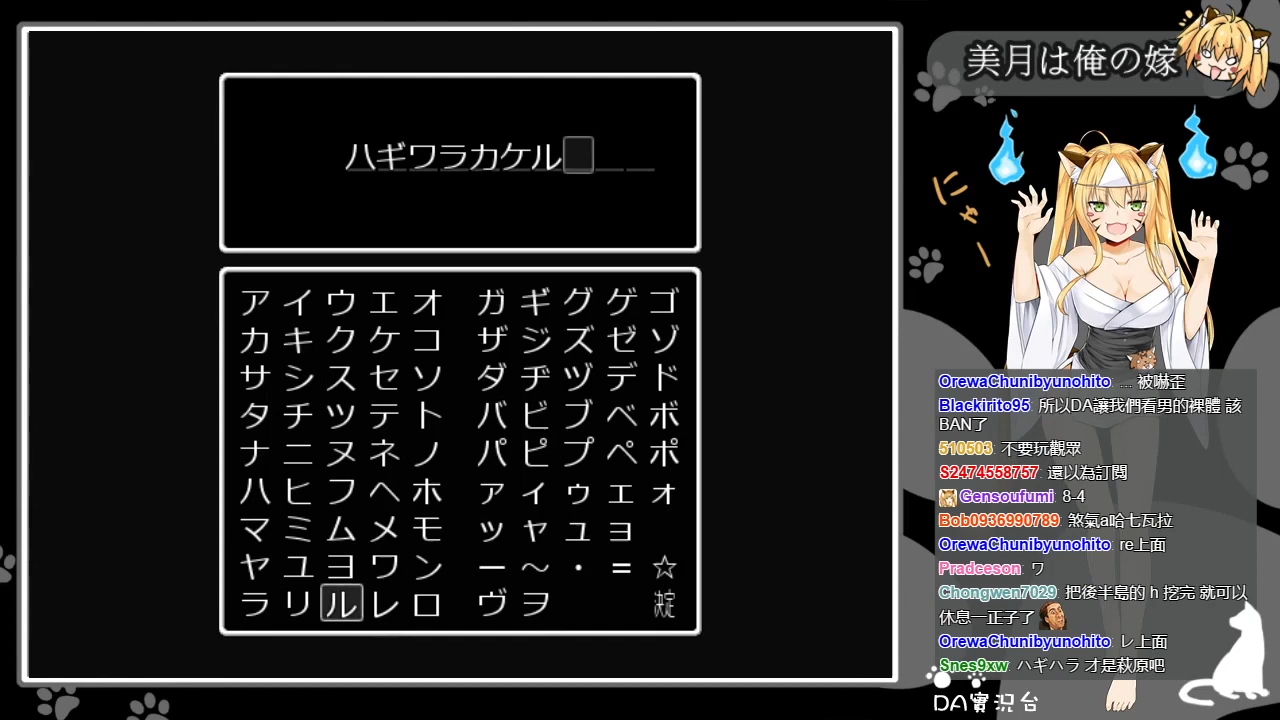 ハギワラカケル
アイウエオ ガギグゲゴ
カキクケコ ザジズゼゾ
サシスセソ ダヂヅデド
タチツテト バビブベボ
ナニヌネノ パピプペポ
ハヒフヘホ ァィゥェォ
マミムメモ ッャュョ
ヤユヨワン ー～・=☆
ラリルレロ ヴヲ 決定
美月は俺の嫁
にゃー
OrewaChunibyunohito: ... 被嚇歪
Blackirito95: 所以DA讓我們看男的裸體 該
BAN了
510503: 不要玩觀眾
S2474558757: 還以為訂閱
Gensoufumi: 8-4
Bob0936990789: 煞氣a哈七瓦拉
OrewaChunibyunohito: re上面
Pradceson: ワ
Chongwen7029: 把後半島的 h 挖完 就可以
休息一正子了
OrewaChunibyunohito: レ上面
Snes9xw: ハギハラ 才是萩原吧
DA實況台